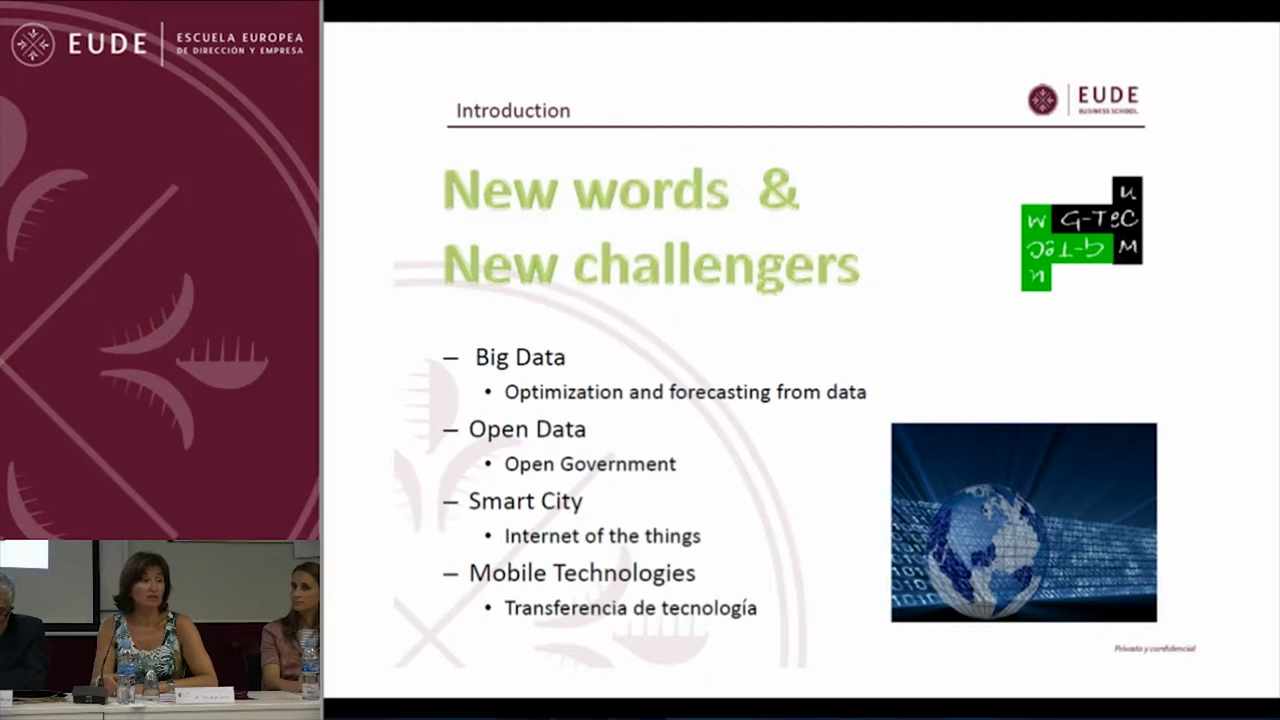 EUDE
ESCUELA EUROPEA
DE DIRECCIÓN Y EMPRESA
Introduction
EUDE
BUSINESS SCHOOL
New words &
New challengers
G-TeC
G-TeC
– Big Data
• Optimization and forecasting from data
– Open Data
• Open Government
– Smart City
• Internet of the things
– Mobile Technologies
• Transferencia de tecnología
Privado y confidencial